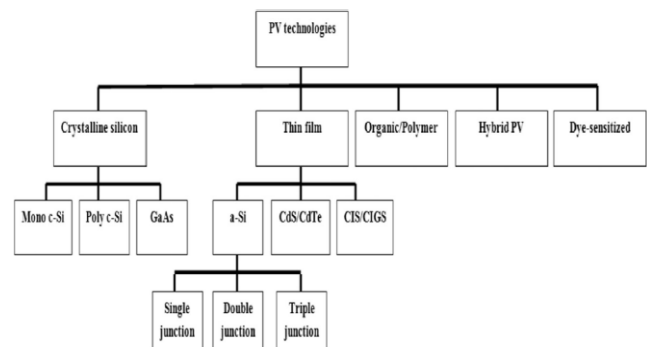 PV technologies
Crystalline silicon
Thin film
Organic/Polymer
Hybrid PV
Dye-sensitized
Mono c-Si
Poly c-Si
GaAs
a-Si
CdS/CdTe
CIS/CIGS
Single
junction
Double
junction
Triple
junction